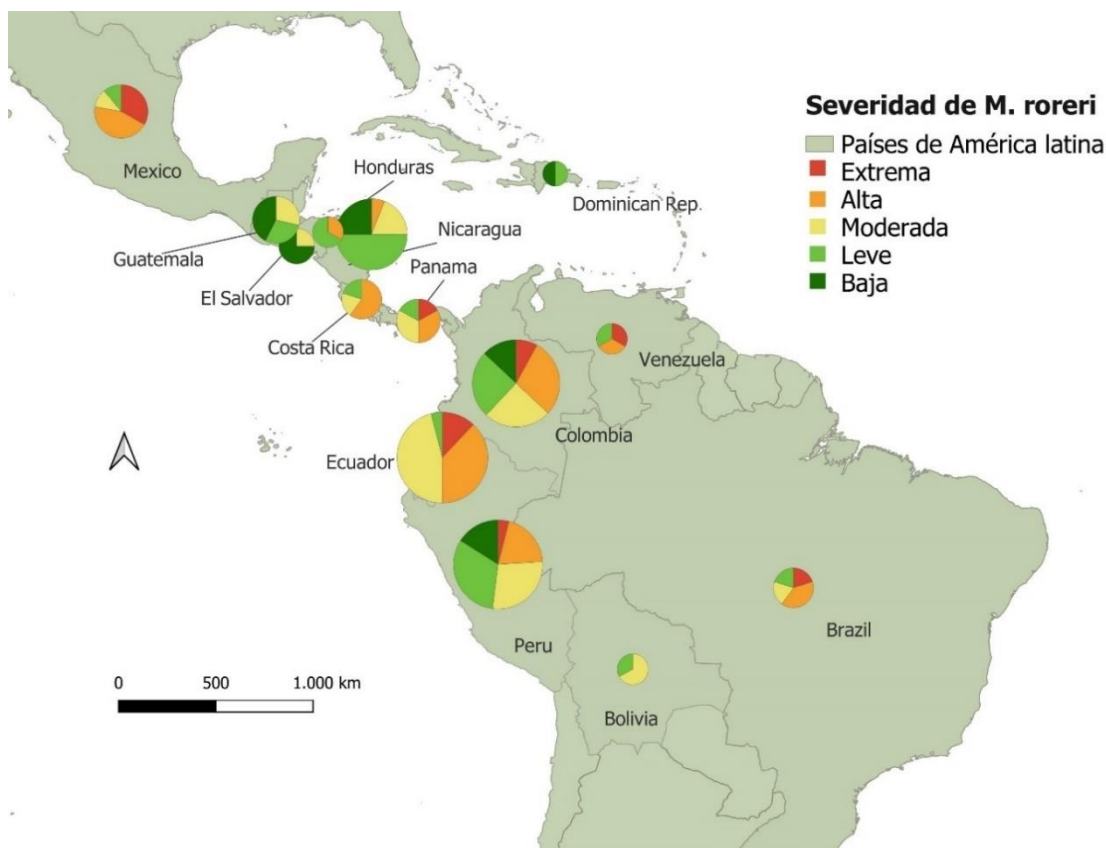 Severidad de M. roreri
Países de América latina
Extrema
Alta
Moderada
Leve
Baja
Mexico
Honduras
Dominican Rep.
Nicaragua
Guatemala
Panama
El Salvador
Costa Rica
Venezuela
Colombia
Ecuador
Brazil
Peru
Bolivia
0 500 1.000 km